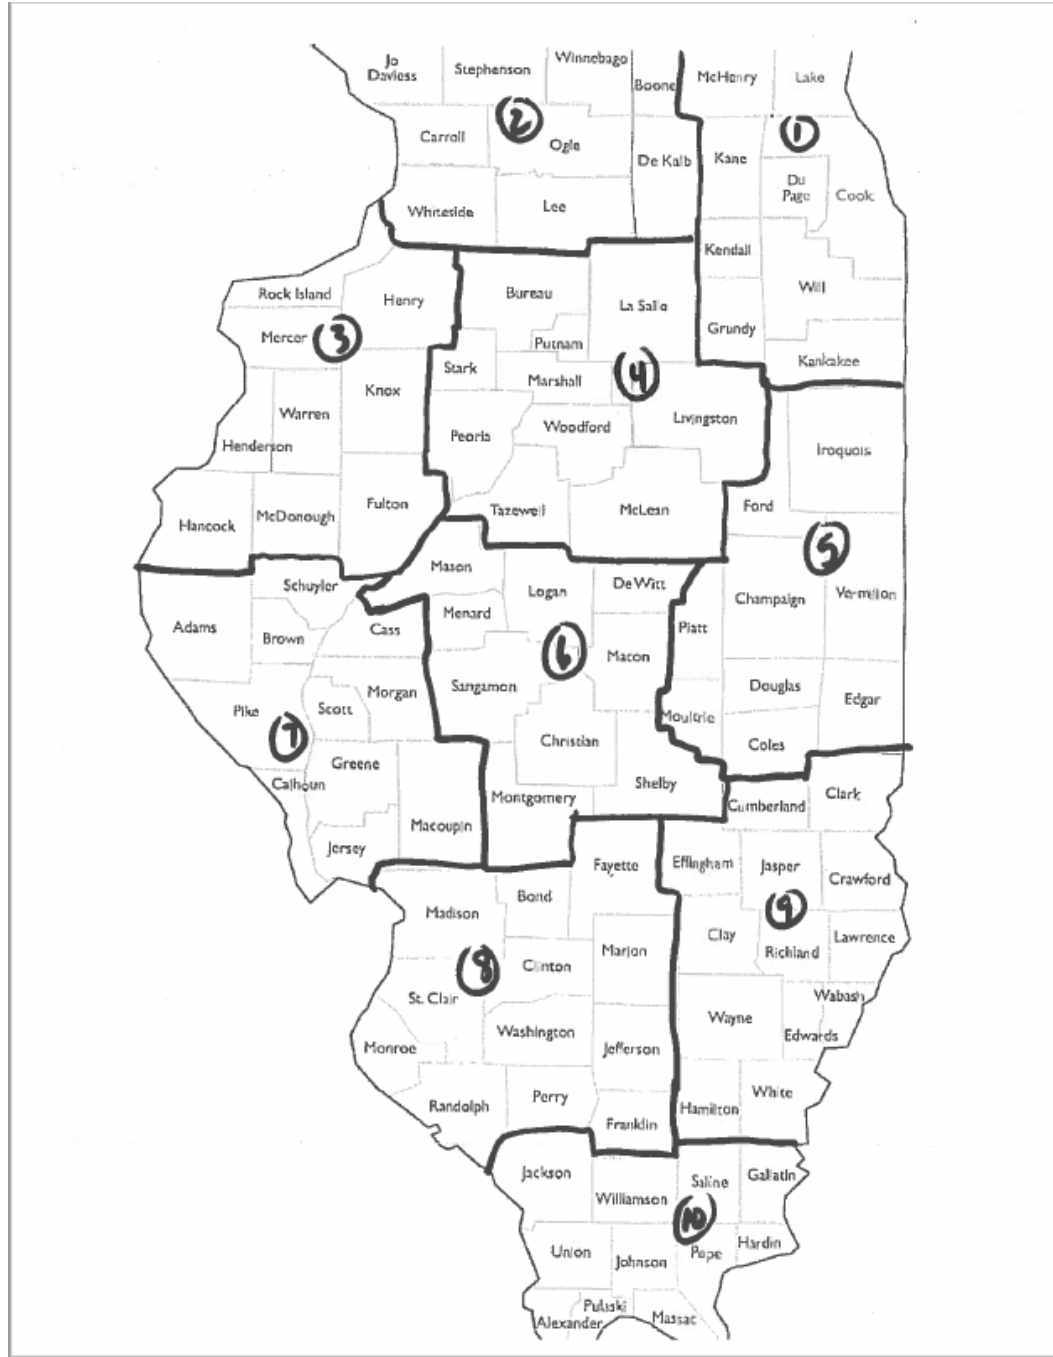 Jo
Daviess
Stephenson
Winnebago
Boone
McHenry
Lake
2
1
Carroll
Ogle
De Kalb
Kane
Du
Page
Cook
Whiteside
Lee
Kendall
Will
Rock Island
Henry
Bureau
La Salle
Grundy
Mercer
3
Putnam
Kankakee
Stark
Marshall
4
Knox
Warren
Peoria
Woodford
Livingston
Henderson
Iroquois
Hancock
McDonough
Fulton
Tazewell
McLean
Ford
5
Mason
Schuyler
Logan
De Witt
Champaign
Vermilion
Adams
Brown
Cass
Menard
Piatt
6
Macon
Sangamon
Douglas
Edgar
Pike
Scott
Morgan
Moultrie
7
Christian
Coles
Greene
Calhoun
Shelby
Montgomery
Cumberland
Clark
Macoupin
Jersey
Fayette
Effingham
Jasper
Crawford
Bond
9
Madison
Clay
Lawrence
Marion
Richland
8
Clinton
St. Clair
Wabash
Wayne
Washington
Edwards
Monroe
Jefferson
Perry
White
Randolph
Hamilton
Franklin
Jackson
Saline
Gallatin
Williamson
10
Union
Johnson
Pope
Hardin
Pulaski
Alexander
Massac